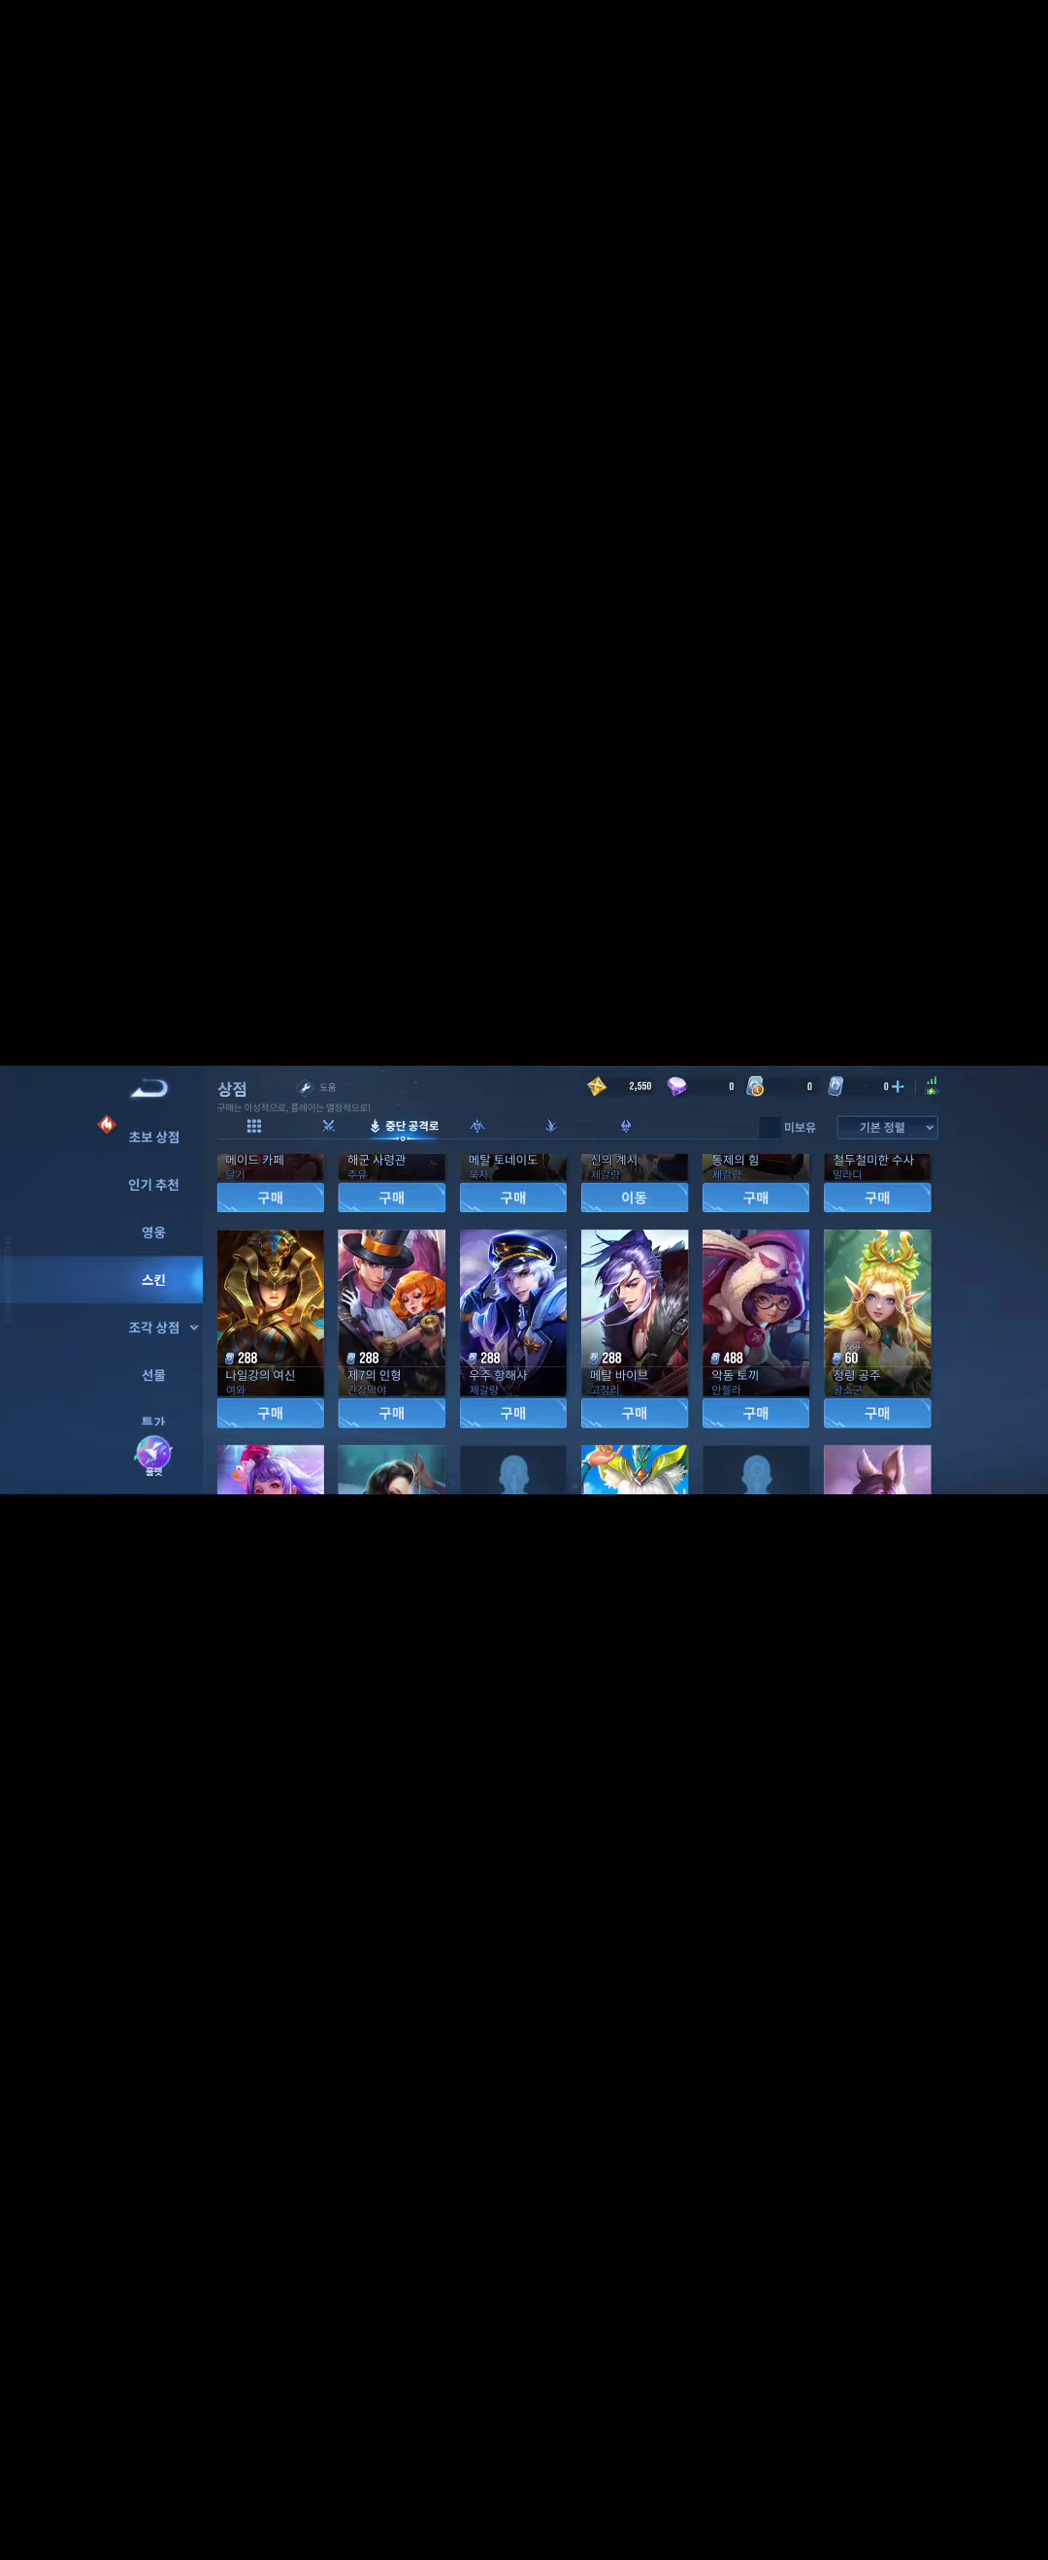 상점
도움
2,550
0
0
0
구매는 이성적으로, 플레이는 열정적으로!
초보 상점
인기 추천
영웅
스킨
조각 상점
선물
특가
룰렛
중단 공격로
미보유
기본 정렬
메이드 카페
해군 사령관
메탈 토네이도
신의 계시
통제의 힘
철두철미한 수사
달기
주유
묵자
제갈량
제갈량
밀라디
구매
구매
구매
이동
구매
구매
288
288
288
288
488
60
나일강의 여신
제7의 인형
우주 항해사
메탈 바이브
악동 토끼
정령 공주
여와
간장막야
제갈량
고점리
안젤라
왕소군
구매
구매
구매
구매
구매
구매